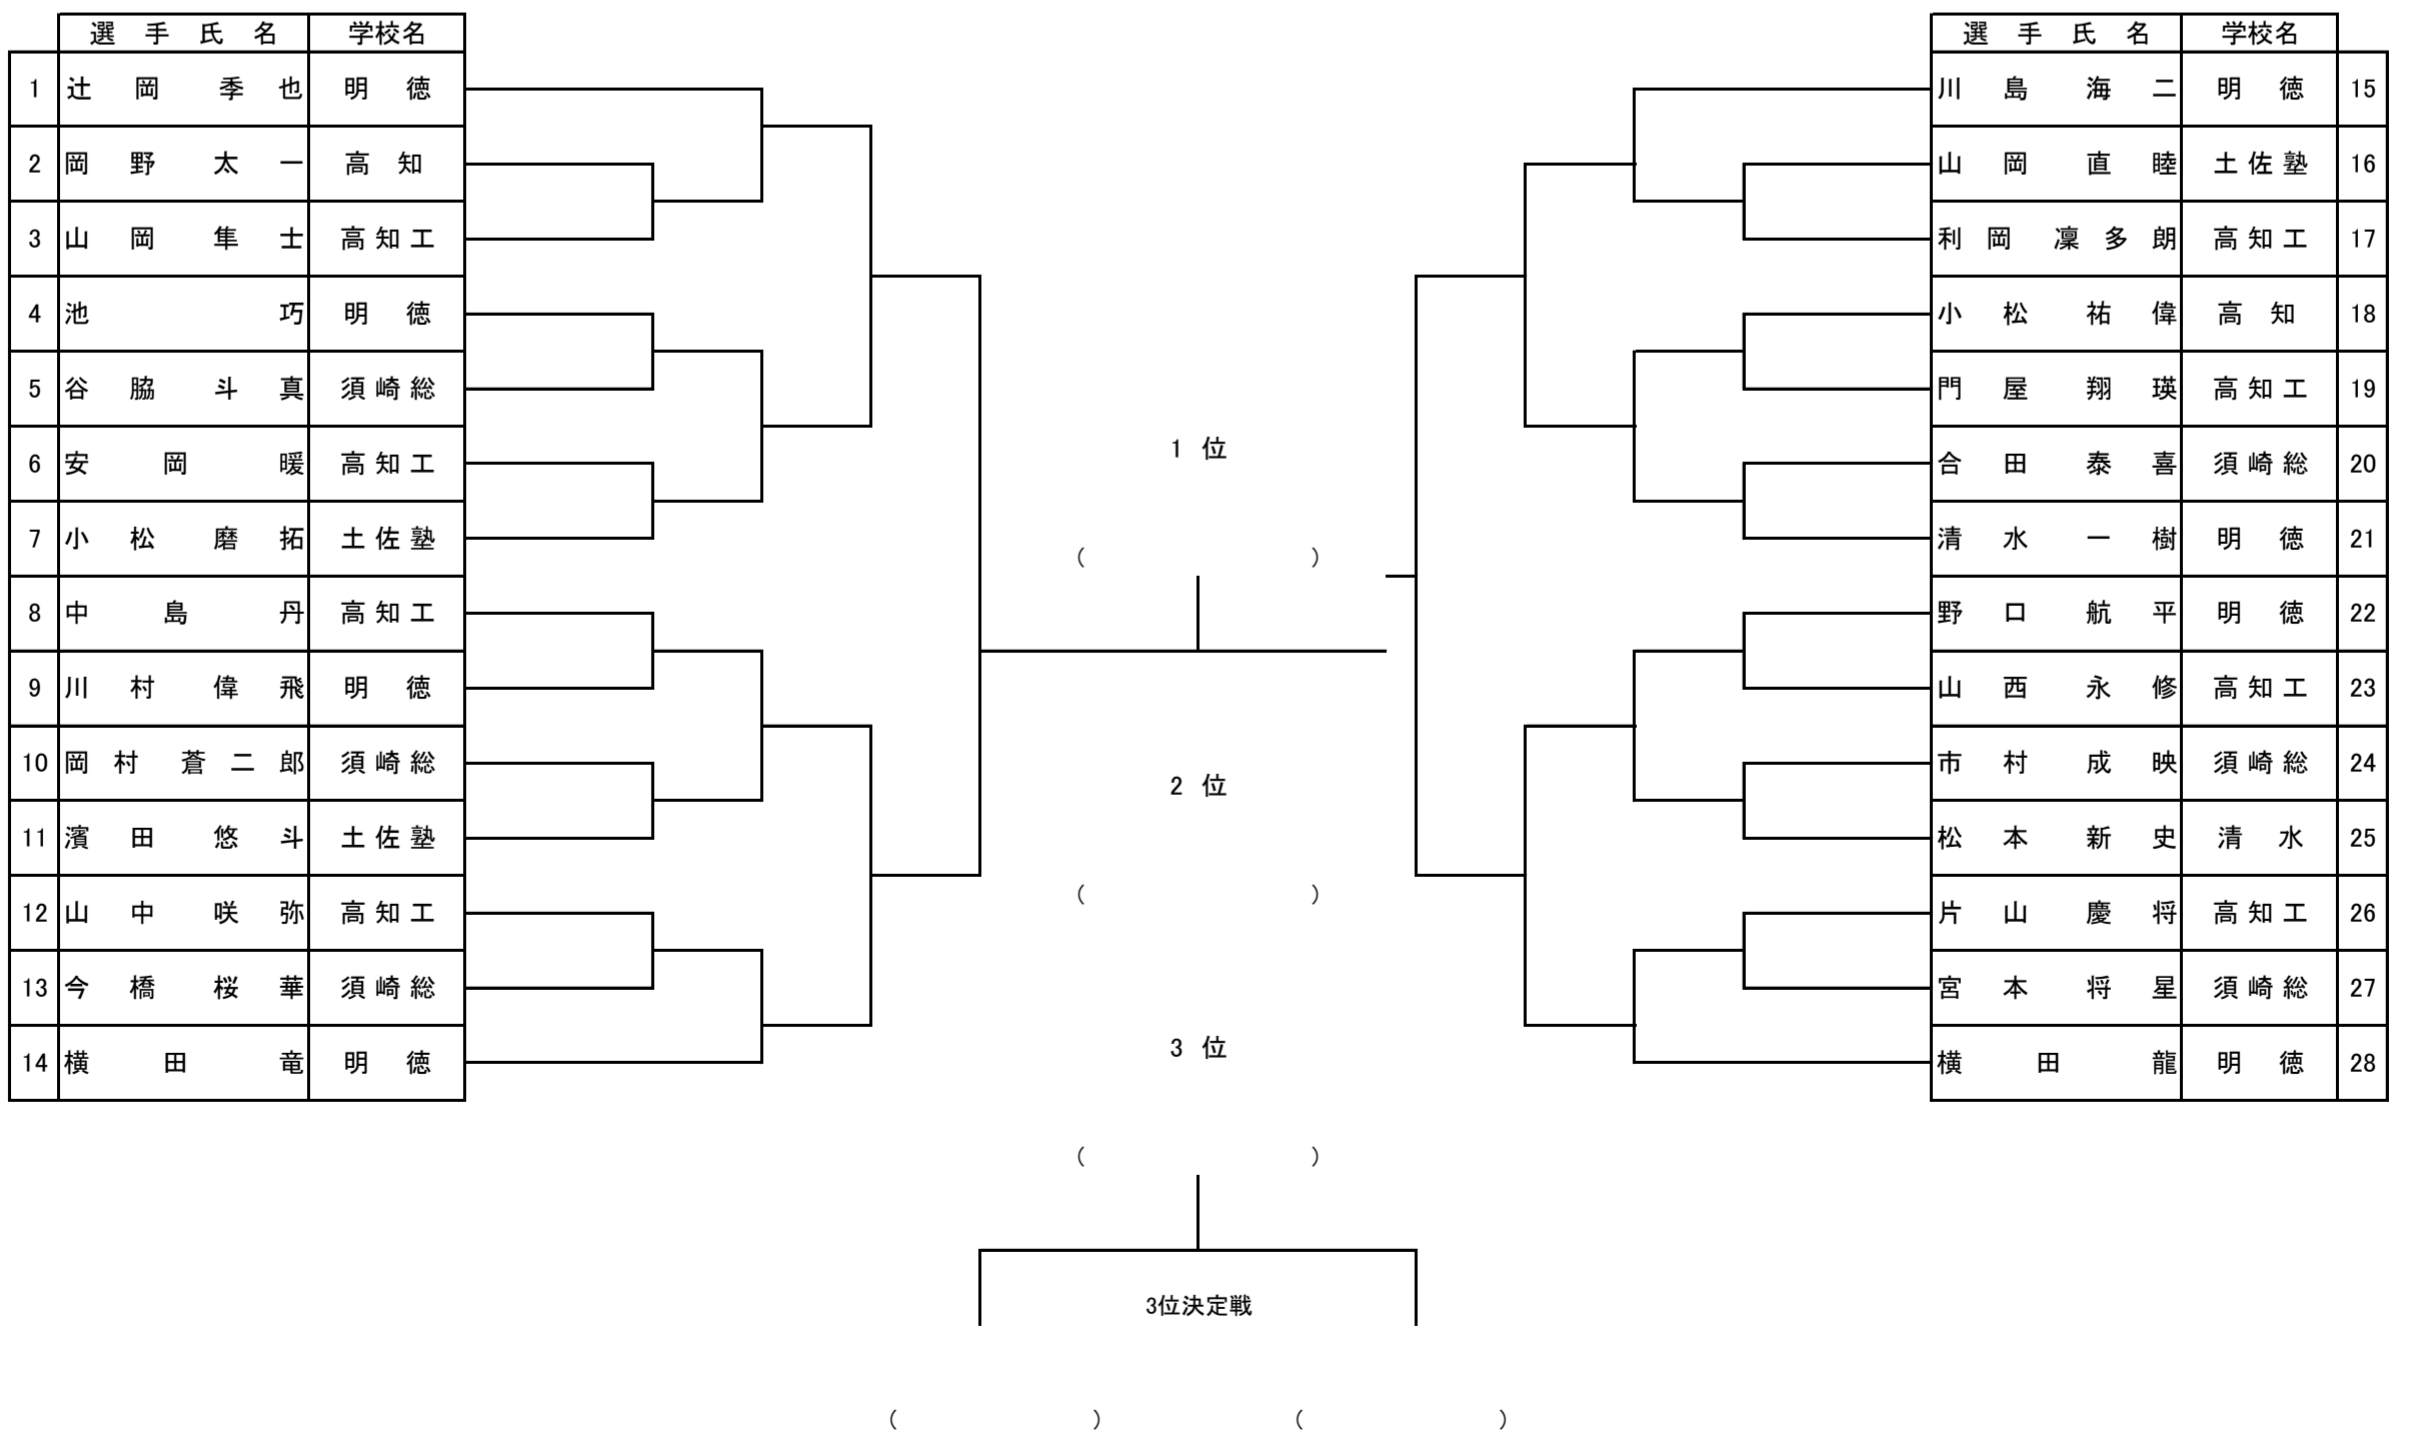 選手氏名 学校名
1 辻岡 季也 明徳
2 岡野 太一 高知
3 山岡 隼士 高知工
4 池 巧 明徳
5 谷脇 斗真 須崎総
6 安岡 暖 高知工
7 小松 磨拓 土佐塾
8 中島 丹 高知工
9 川村 偉飛 明徳
10 岡村 蒼二郎 須崎総
11 濱田 悠斗 土佐塾
12 山中 咲弥 高知工
13 今橋 桜華 須崎総
14 横田 竜 明徳
1 位
( )
2 位
( )
3 位
( )
3位決定戦
( ) ( )
選手氏名 学校名
川島 海二 明徳 15
山岡 直睦 土佐塾 16
利岡 凜多朗 高知工 17
小松 祐偉 高知 18
門屋 翔瑛 高知工 19
合田 泰喜 須崎総 20
清水 一樹 明徳 21
野口 航平 明徳 22
山西 永修 高知工 23
市村 成映 須崎総 24
松本 新史 清水 25
片山 慶将 高知工 26
宮本 将星 須崎総 27
横田 龍 明徳 28